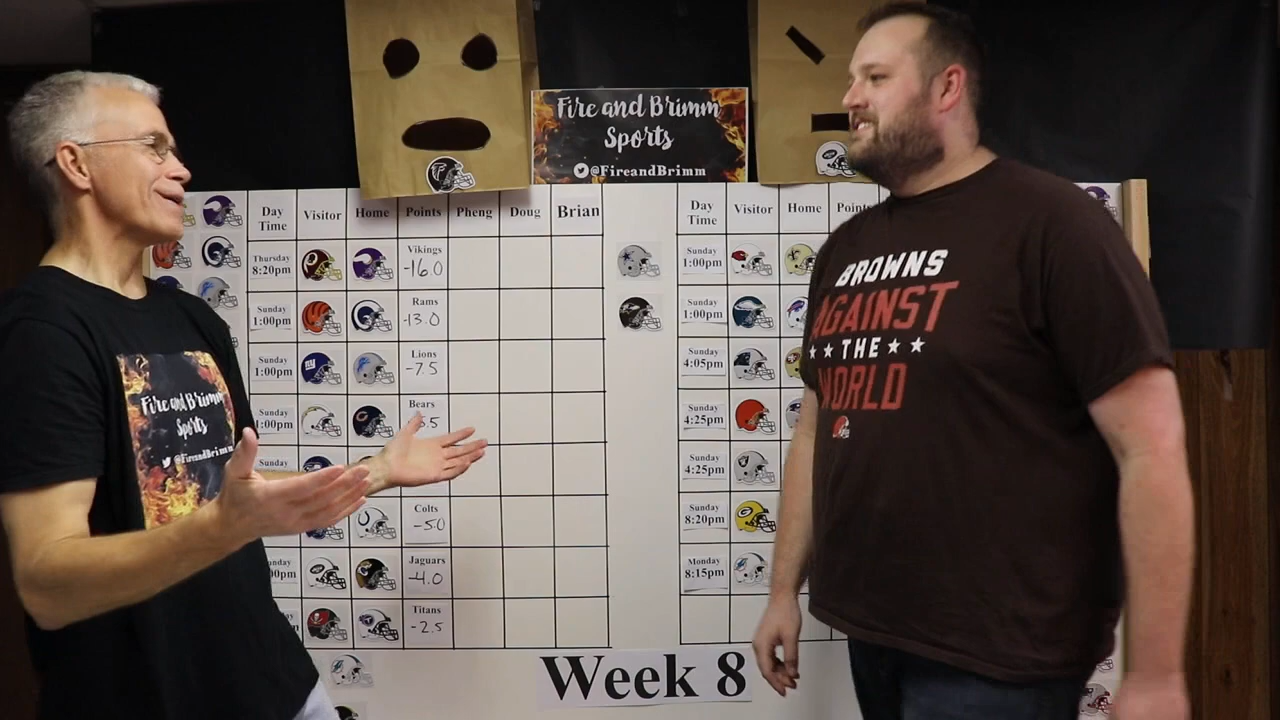 Fire and Brimm
Sports
@FireandBrimm
Day
Time
Visitor
Home
Points
Pheng
Doug
Brian
Thursday
8:20pm
Vikings
-16.0
Sunday
1:00pm
Rams
-13.0
Sunday
1:00pm
Lions
-7.5
1:00pm
Bears
Sunday
Colts
-5.0
Jaguars
-4.0
Titans
-2.5
Day
Time
Visitor
Home
Sunday
1:00pm
Sunday
1:00pm
Sunday
4:05pm
Sunday
4:25pm
Sunday
4:25pm
Sunday
8:20pm
Monday
8:15pm
Week 8
Fire and Brimm
Sports
@FireandBrimm
BROWNS
AGAINST
THE
WORLD